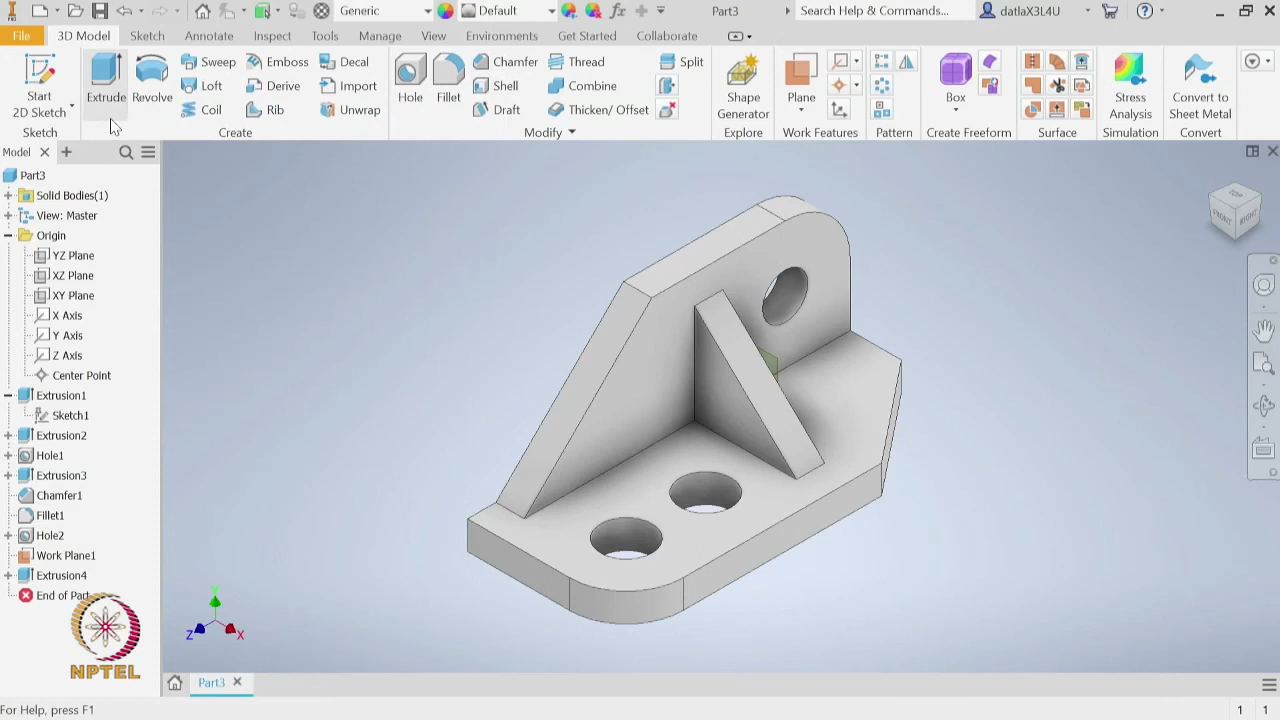 Generic
Default
Part3
Search Help & Commands...
datlaX3L4U
File
3D Model
Sketch
Annotate
Inspect
Tools
Manage
View
Environments
Get Started
Collaborate
Start
2D Sketch
Sketch
Extrude
Revolve
Sweep
Emboss
Decal
Loft
Derive
Import
Coil
Rib
Unwrap
Create
Hole
Fillet
Chamfer
Thread
Split
Shell
Combine
Draft
Thicken/ Offset
Modify
Shape
Generator
Explore
Plane
Work Features
Pattern
Box
Create Freeform
Surface
Stress
Analysis
Simulation
Convert to
Sheet Metal
Convert
Model
Part3
Solid Bodies(1)
View: Master
Origin
YZ Plane
XZ Plane
XY Plane
X Axis
Y Axis
Z Axis
Center Point
Extrusion1
Sketch1
Extrusion2
Hole1
Extrusion3
Chamfer1
Fillet1
Hole2
Work Plane1
Extrusion4
End of Part
NPTEL
TOP
FRONT
RIGHT
Y
Z
X
Part3
For Help, press F1
1 1